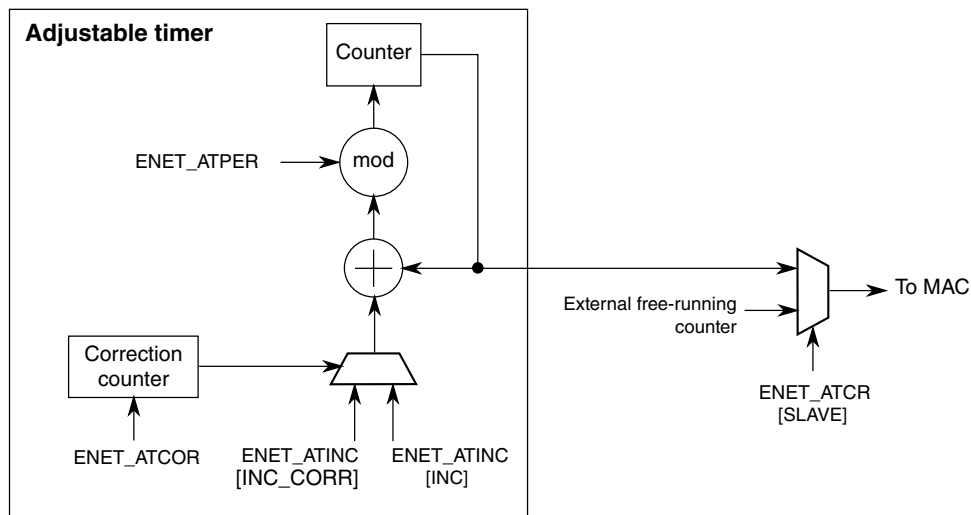 Adjustable timer
Counter
ENET_ATPER
mod
External free-running
counter
To MAC
Correction
counter
ENET_ATCR
[SLAVE]
ENET_ATCOR
ENET_ATINC
[INC_CORR]
ENET_ATINC
[INC]